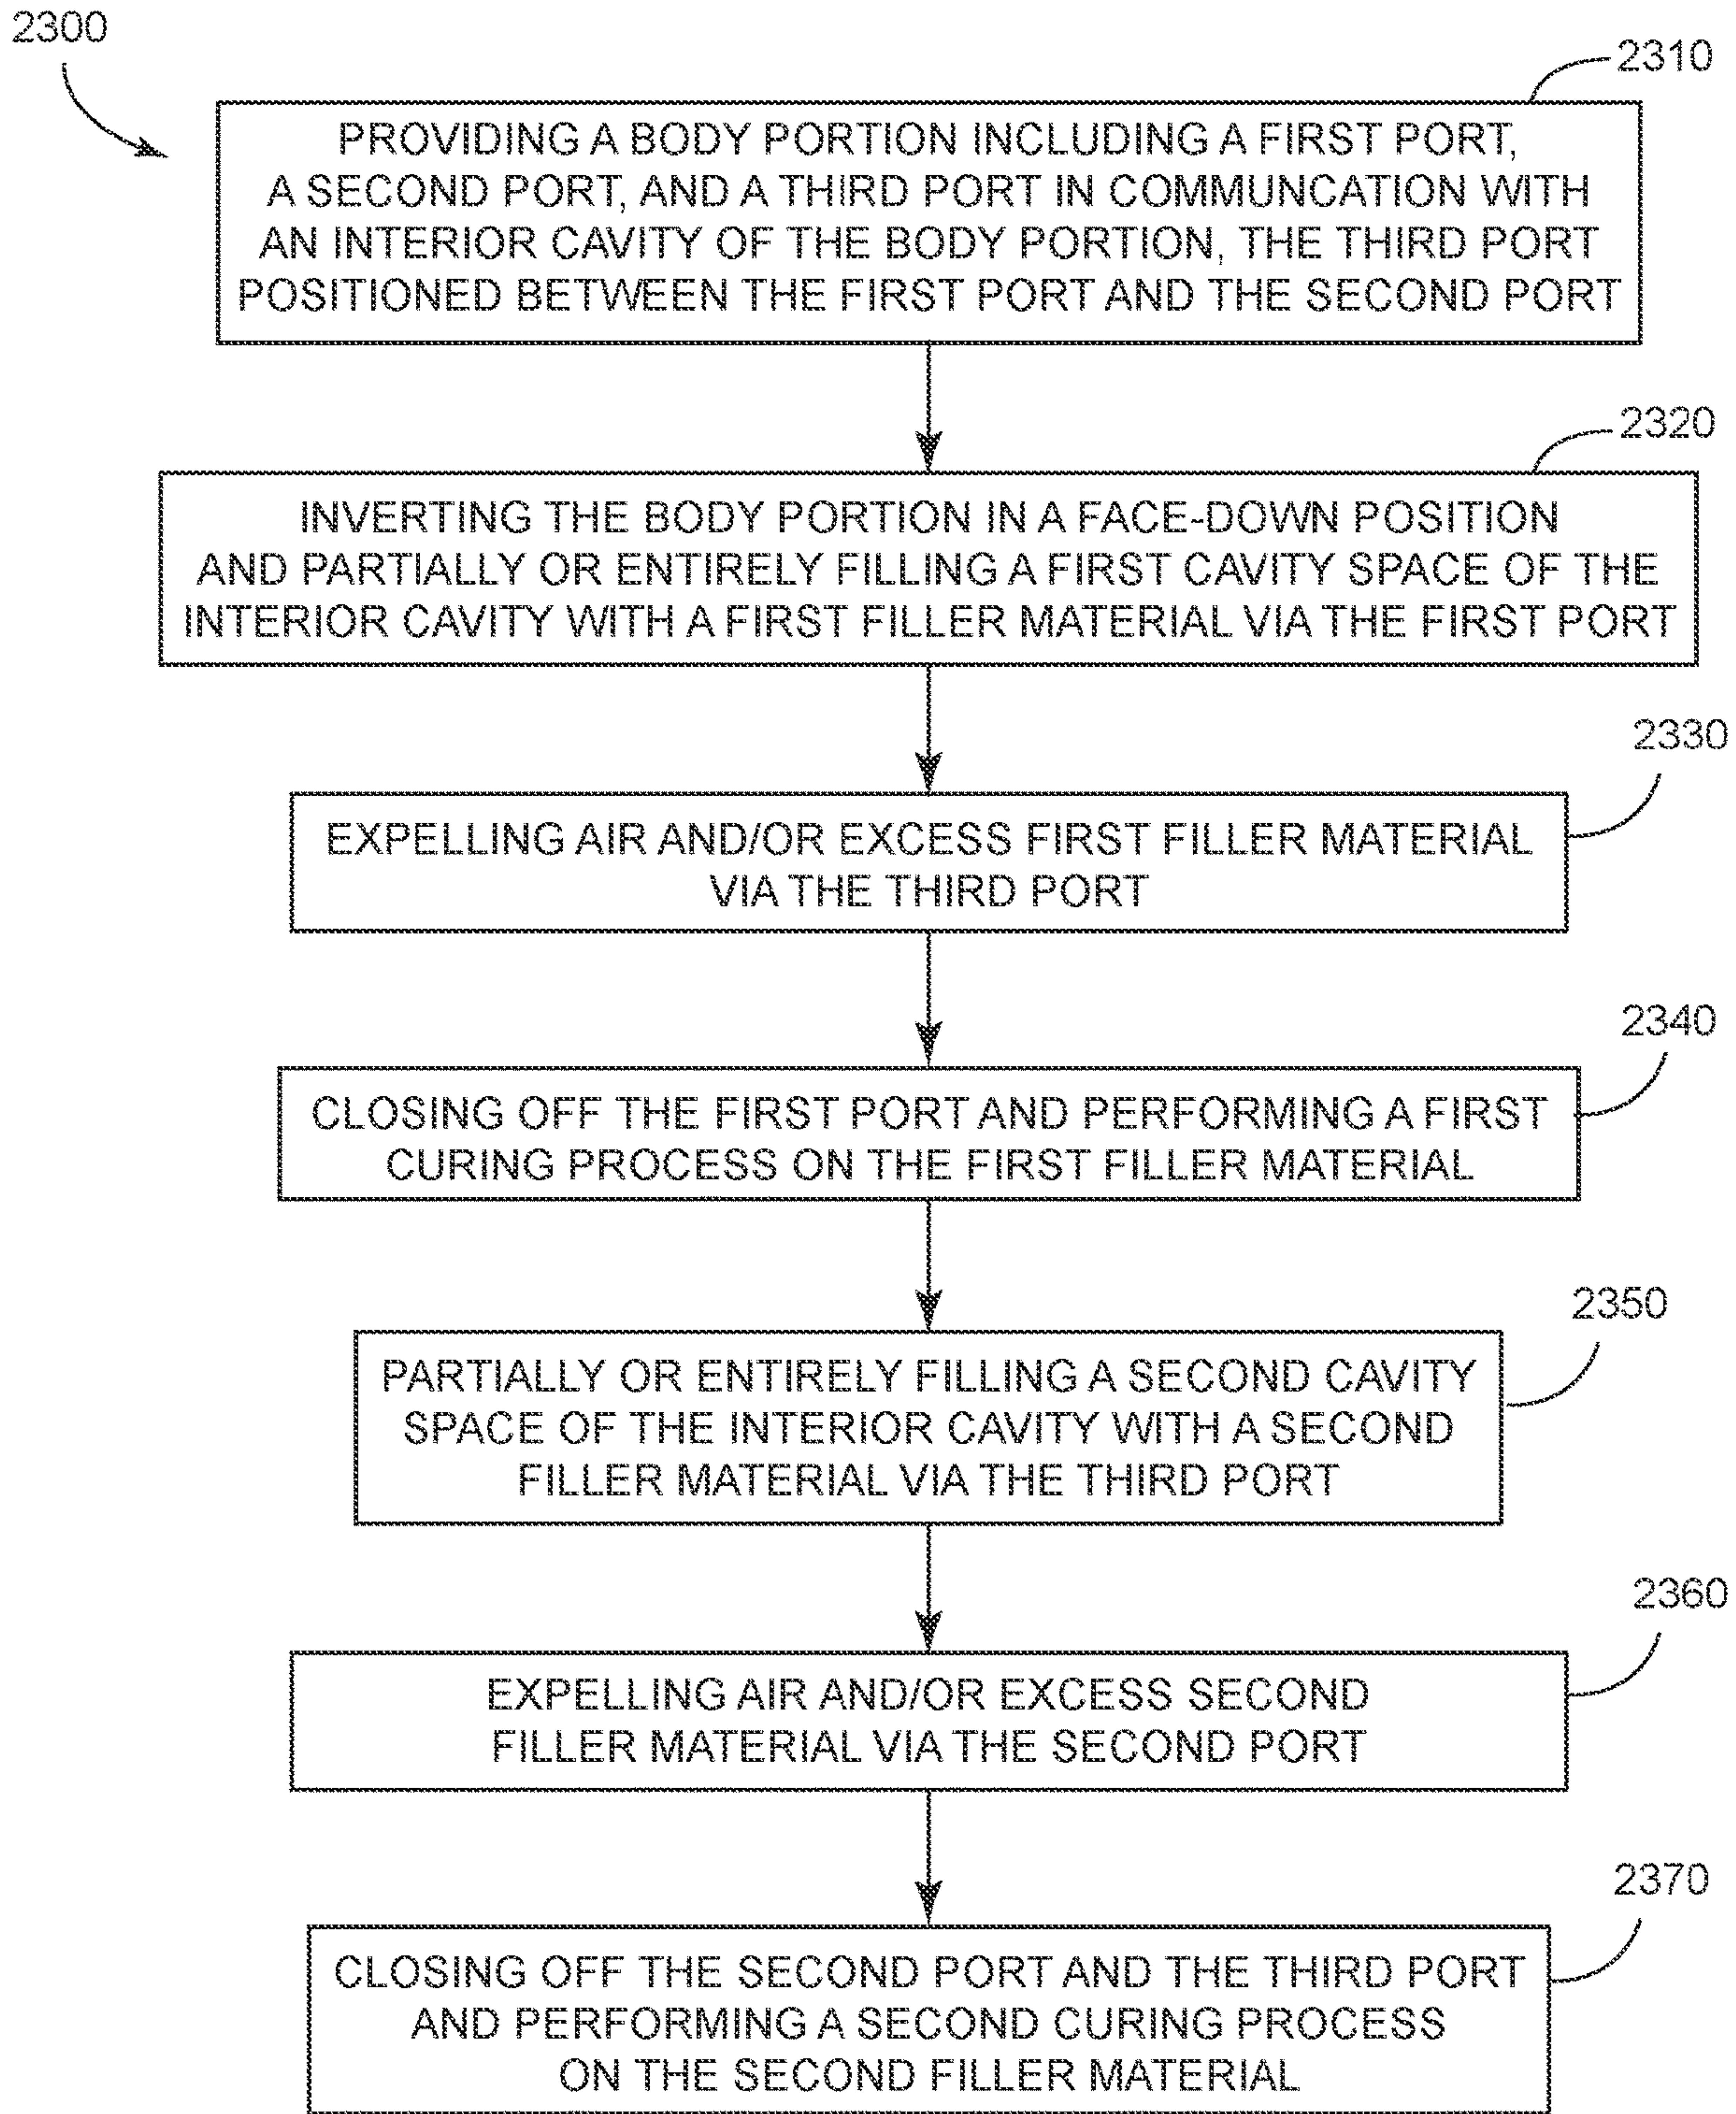 2300
2310
PROVIDING A BODY PORTION INCLUDING A FIRST PORT,
A SECOND PORT, AND A THIRD PORT IN COMMUNCATION WITH
AN INTERIOR CAVITY OF THE BODY PORTION, THE THIRD PORT
POSITIONED BETWEEN THE FIRST PORT AND THE SECOND PORT
2320
INVERTING THE BODY PORTION IN A FACE-DOWN POSITION
AND PARTIALLY OR ENTIRELY FILLING A FIRST CAVITY SPACE OF THE
INTERIOR CAVITY WITH A FIRST FILLER MATERIAL VIA THE FIRST PORT
2330
EXPELLING AIR AND/OR EXCESS FIRST FILLER MATERIAL
VIA THE THIRD PORT
2340
CLOSING OFF THE FIRST PORT AND PERFORMING A FIRST
CURING PROCESS ON THE FIRST FILLER MATERIAL
2350
PARTIALLY OR ENTIRELY FILLING A SECOND CAVITY
SPACE OF THE INTERIOR CAVITY WITH A SECOND
FILLER MATERIAL VIA THE THIRD PORT
2360
EXPELLING AIR AND/OR EXCESS SECOND
FILLER MATERIAL VIA THE SECOND PORT
2370
CLOSING OFF THE SECOND PORT AND THE THIRD PORT
AND PERFORMING A SECOND CURING PROCESS
ON THE SECOND FILLER MATERIAL